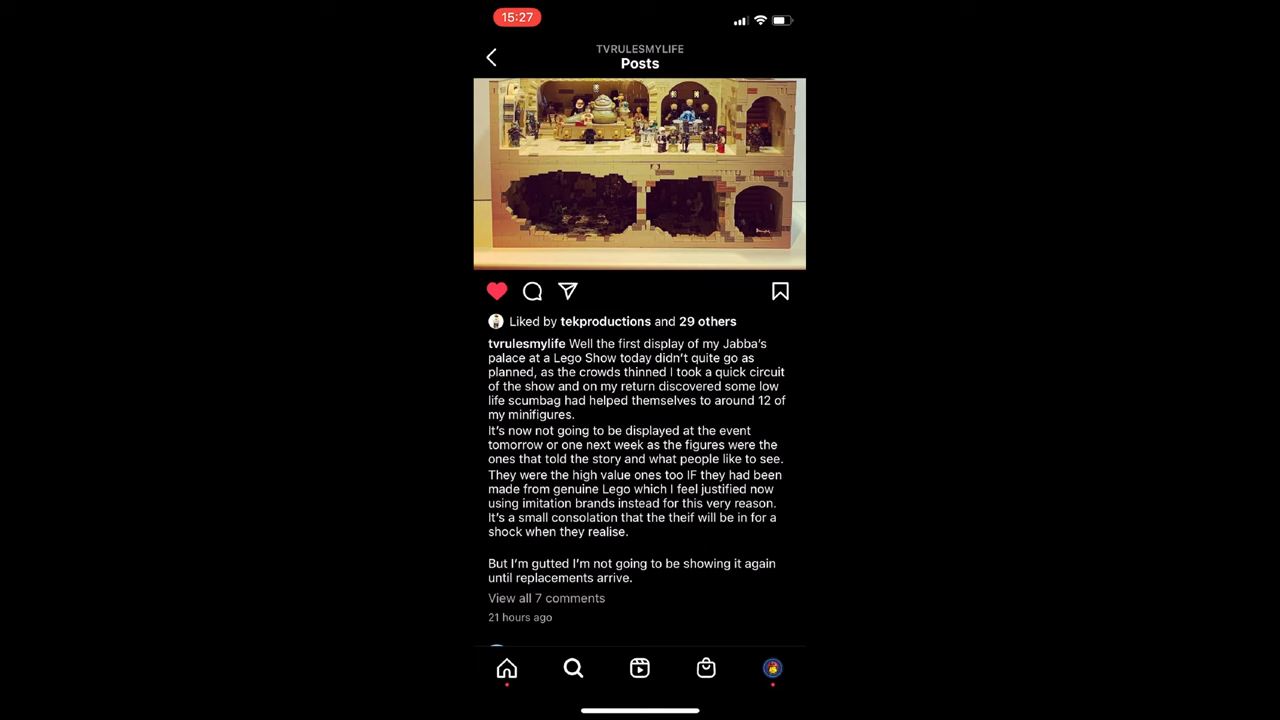 15:27
TVRULESMYLIFE
Posts
Liked by tekproductions and 29 others
tvrulesmylife Well the first display of my Jabba's
palace at a Lego Show today didn't quite go as
planned, as the crowds thinned I took a quick circuit
of the show and on my return discovered some low
life scumbag had helped themselves to around 12 of
my minifigures.
It's now not going to be displayed at the event
tomorrow or one next week as the figures were the
ones that told the story and what people like to see.
They were the high value ones too IF they had been
made from genuine Lego which I feel justified now
using imitation brands instead for this very reason.
It's a small consolation that the theif will be in for a
shock when they realise.
But I'm gutted I'm not going to be showing it again
until replacements arrive.
View all 7 comments
21 hours ago